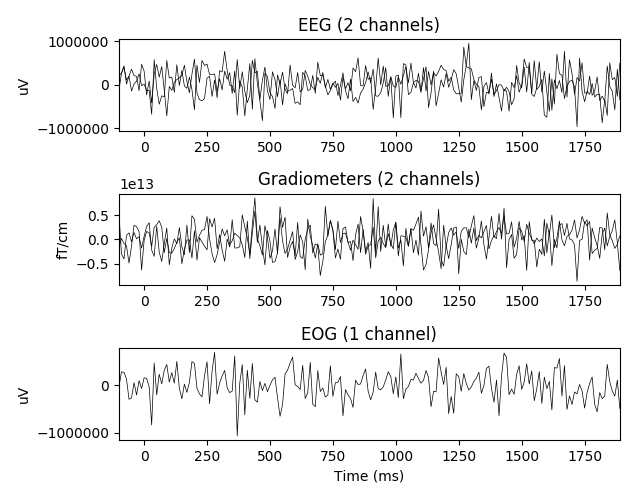 EEG (2 channels)
1000000
0
−1000000
uV
0 250 500 750 1000 1250 1500 1750
1e13
Gradiometers (2 channels)
0.5
0.0
−0.5
fT/cm
0 250 500 750 1000 1250 1500 1750
EOG (1 channel)
0
−1000000
uV
0 250 500 750 1000 1250 1500 1750
Time (ms)